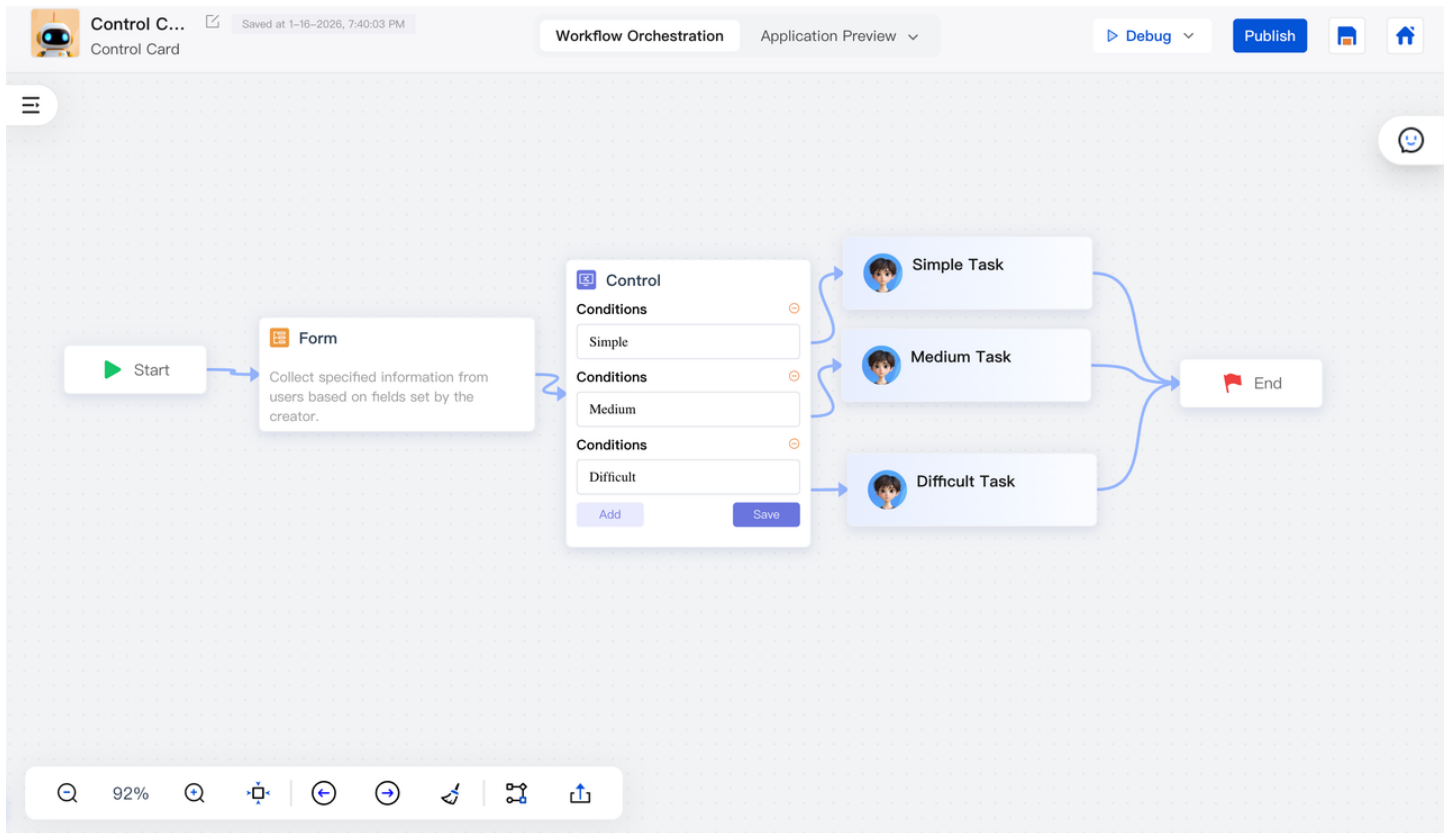 Control C...
Saved at 1-16-2026, 7:40:03 PM
Control Card
Workflow Orchestration
Application Preview
Debug
Publish
Start
Form
Collect specified information from
users based on fields set by the
creator.
Control
Conditions
Simple
Conditions
Medium
Conditions
Difficult
Add
Save
Simple Task
Medium Task
Difficult Task
End
92%